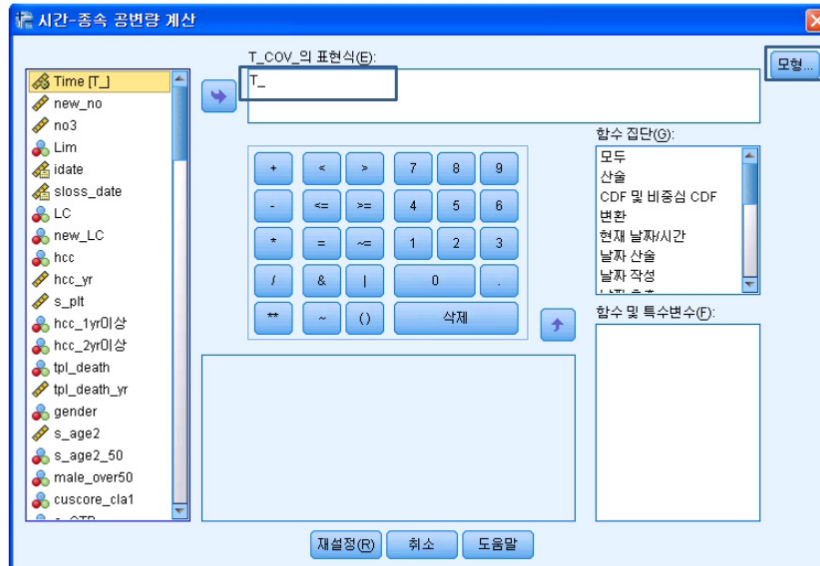 시간-종속 공변량 계산
T_COV_의 표현식(E):
T_
모형...
Time [T_]
new_no
no3
Lim
idate
sloss_date
LC
new_LC
hcc
hcc_yr
s_plt
hcc_1yr이상
hcc_2yr이상
tpl_death
tpl_death_yr
gender
s_age2
s_age2_50
male_over50
cuscore_cla1
+ < > 7 8 9
- <= >= 4 5 6
* = ~= 1 2 3
/ & | 0 .
** ~ () 삭제
함수 집단(G):
모두
산술
CDF 및 비중심 CDF
변환
현재 날짜/시간
날짜 산술
날짜 작성
함수 및 특수변수(F):
재설정(R) 취소 도움말